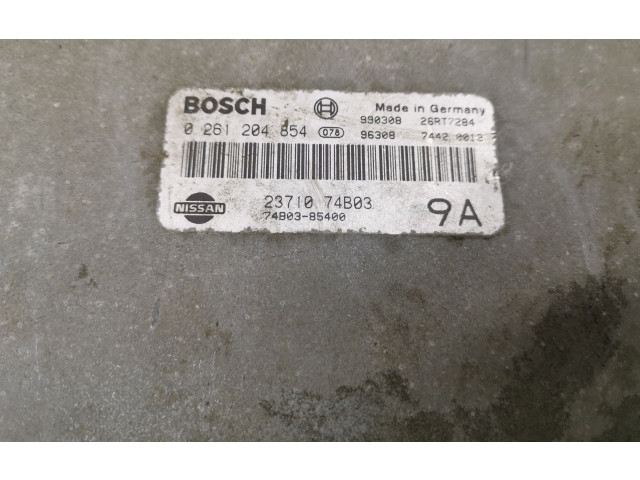 BOSCH Made in Germany
990308 26RT7284
0 261 204 854 078 96308 7442 0012
NISSAN 23710 74B03
74B03-85400
9A